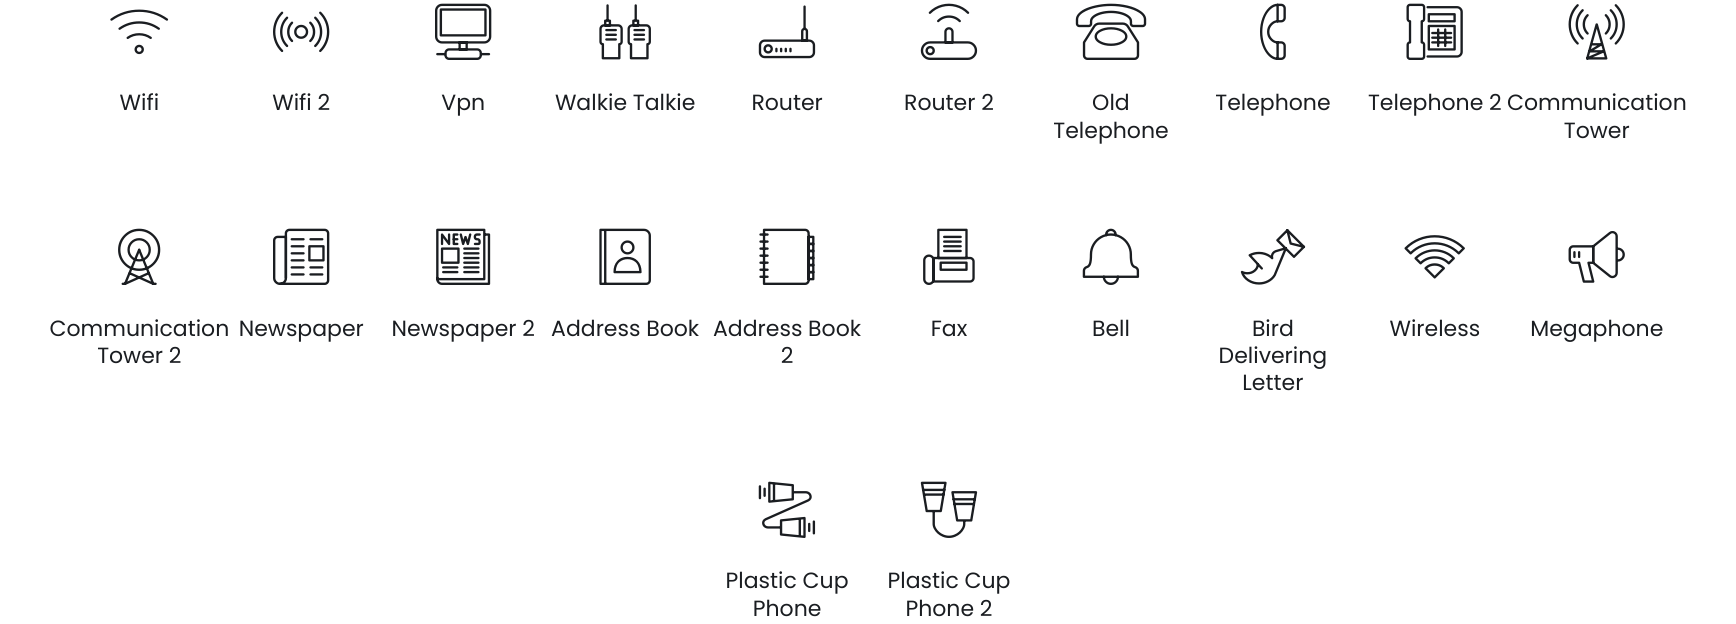 Wifi
Wifi 2
Vpn
Walkie Talkie
Router
Router 2
Old
Telephone
Telephone
Telephone 2
Communication
Tower
NEWS
Communication
Tower 2
Newspaper
Newspaper 2
Address Book
Address Book
2
Fax
Bell
Bird
Delivering
Letter
Wireless
Megaphone
Plastic Cup
Phone
Plastic Cup
Phone 2